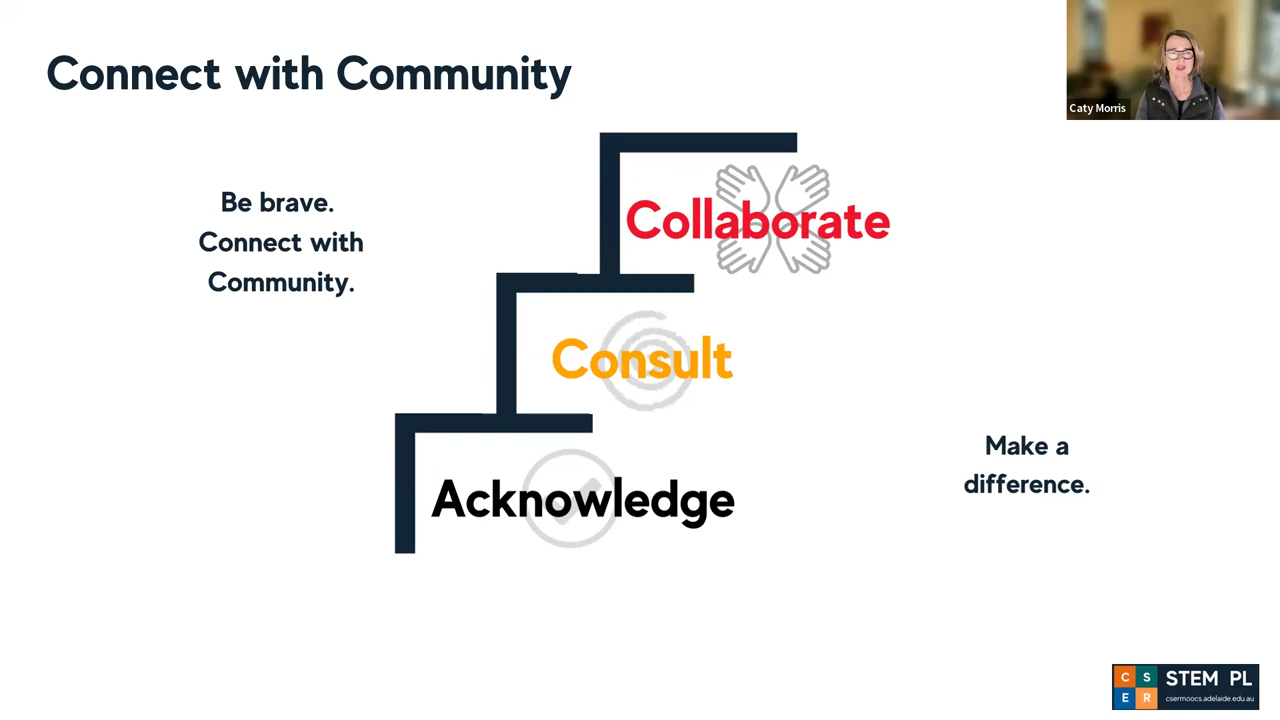 Connect with Community
Caty Morris
Be brave.
Connect with
Community.
Collaborate
Consult
Acknowledge
Make a
difference.
C S
E R
STEM PL
csermoocs.adelaide.edu.au